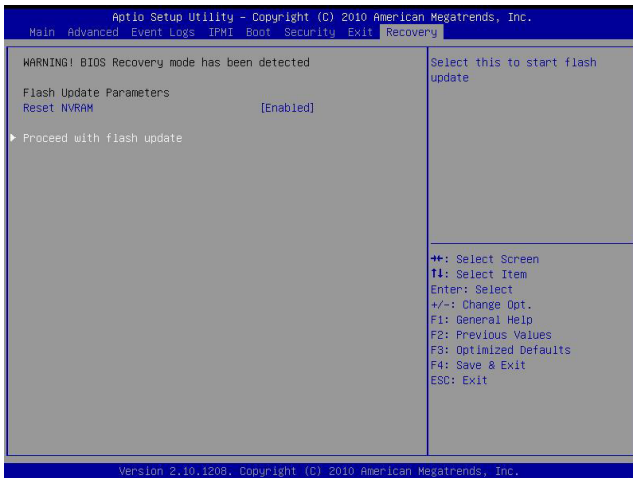 Aptio Setup Utility – Copyright (C) 2010 American Megatrends, Inc.
Main Advanced Event Logs IPMI Boot Security Exit Recovery
WARNING! BIOS Recovery mode has been detected
Flash Update Parameters
Reset NVRAM [Enabled]
▶ Proceed with flash update
Select this to start flash
update
→←: Select Screen
↑↓: Select Item
Enter: Select
+/-: Change Opt.
F1: General Help
F2: Previous Values
F3: Optimized Defaults
F4: Save & Exit
ESC: Exit
Version 2.10.1208. Copyright (C) 2010 American Megatrends, Inc.